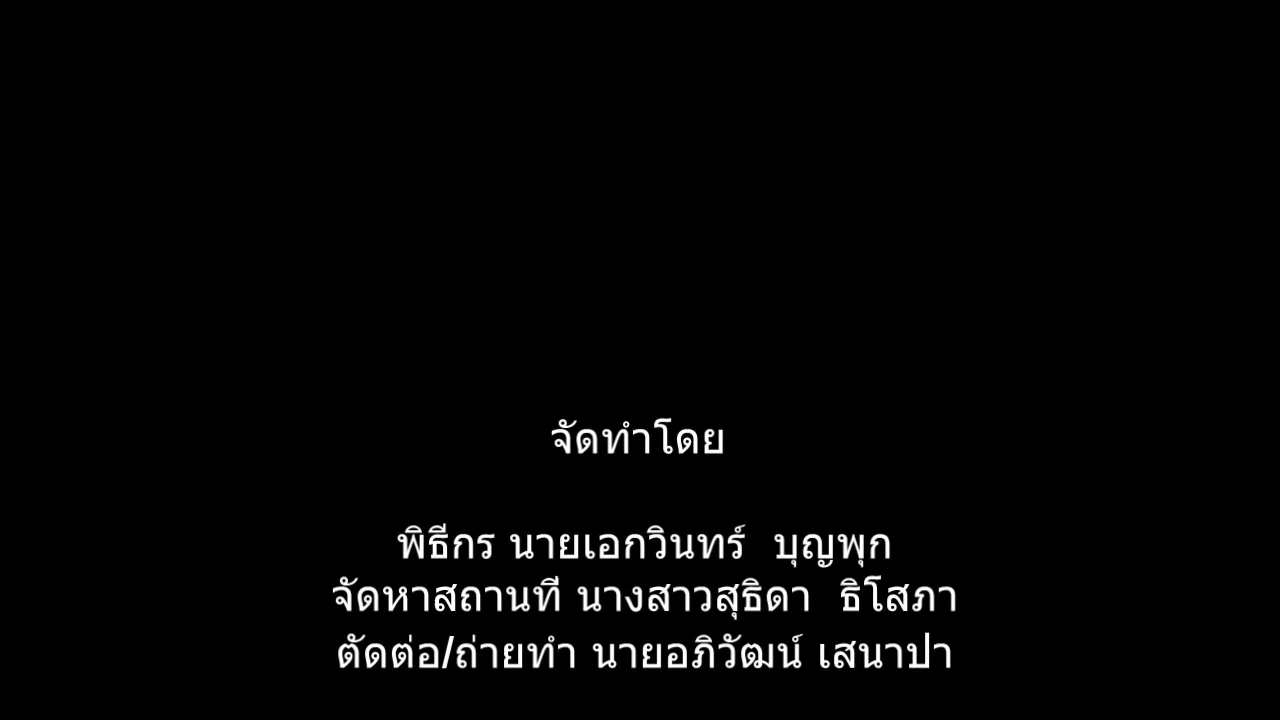 จัดทำโดย
พิธีกร นายเอกวินทร์  บุญพุก
จัดหาสถานที่ นางสาวสุธิดา  ธิโสภา
ตัดต่อ/ถ่ายทำ นายอภิวัฒน์ เสนาปา